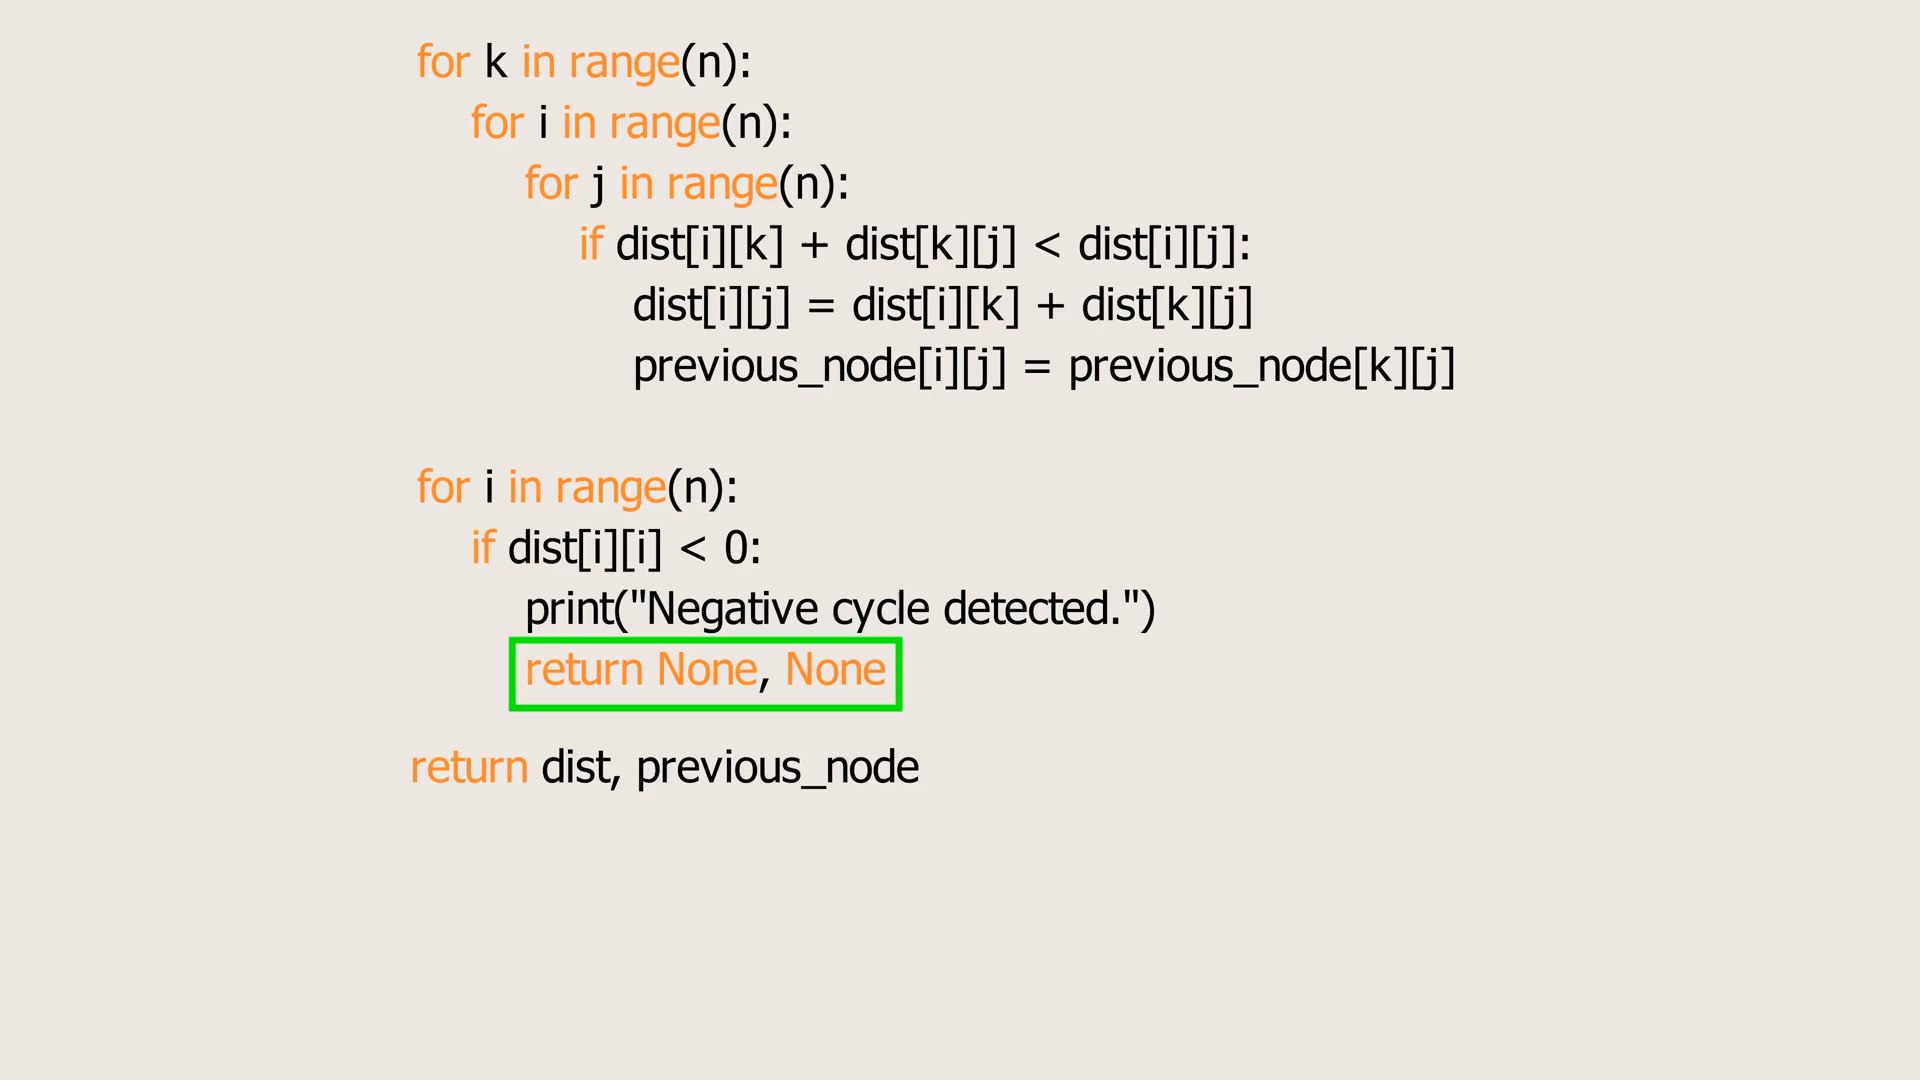 for k in range(n):
for i in range(n):
for j in range(n):
if dist[i][k] + dist[k][j] < dist[i][j]:
dist[i][j] = dist[i][k] + dist[k][j]
previous_node[i][j] = previous_node[k][j]
for i in range(n):
if dist[i][i] < 0:
print("Negative cycle detected.")
return None, None
return dist, previous_node